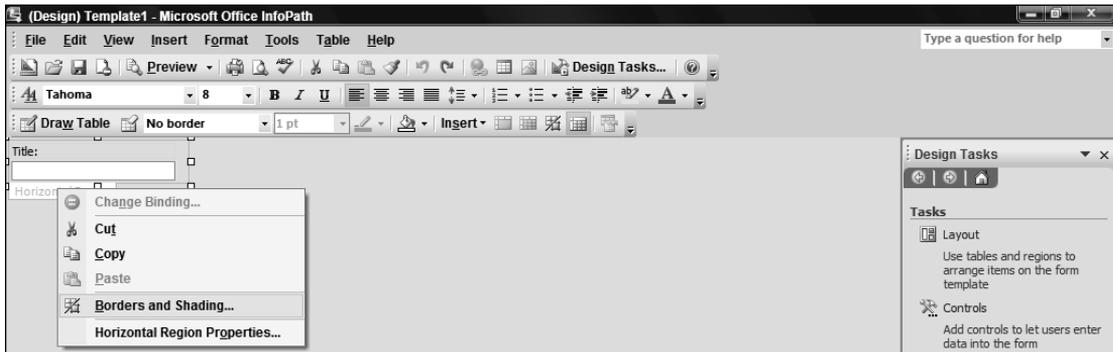 (Design) Template1 - Microsoft Office InfoPath
File Edit View Insert Format Tools Table Help
Type a question for help
Preview
Design Tasks...
Tahoma 8 B I U
Draw Table No border 1 pt Insert
Title:
Design Tasks
Change Binding...
Cut
Copy
Paste
Borders and Shading...
Horizontal Region Properties...
Tasks
Layout
Use tables and regions to
arrange items on the form
template
Controls
Add controls to let users enter
data into the form